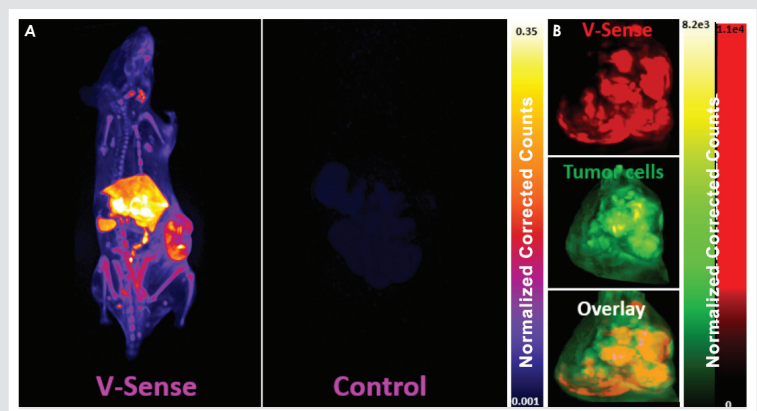 A
V-Sense
Control
0.35
Normalized Corrected Counts
0.001
B
V-Sense
Tumor cells
Overlay
8.2e3
1.1e4
Normalized Corrected Counts
0